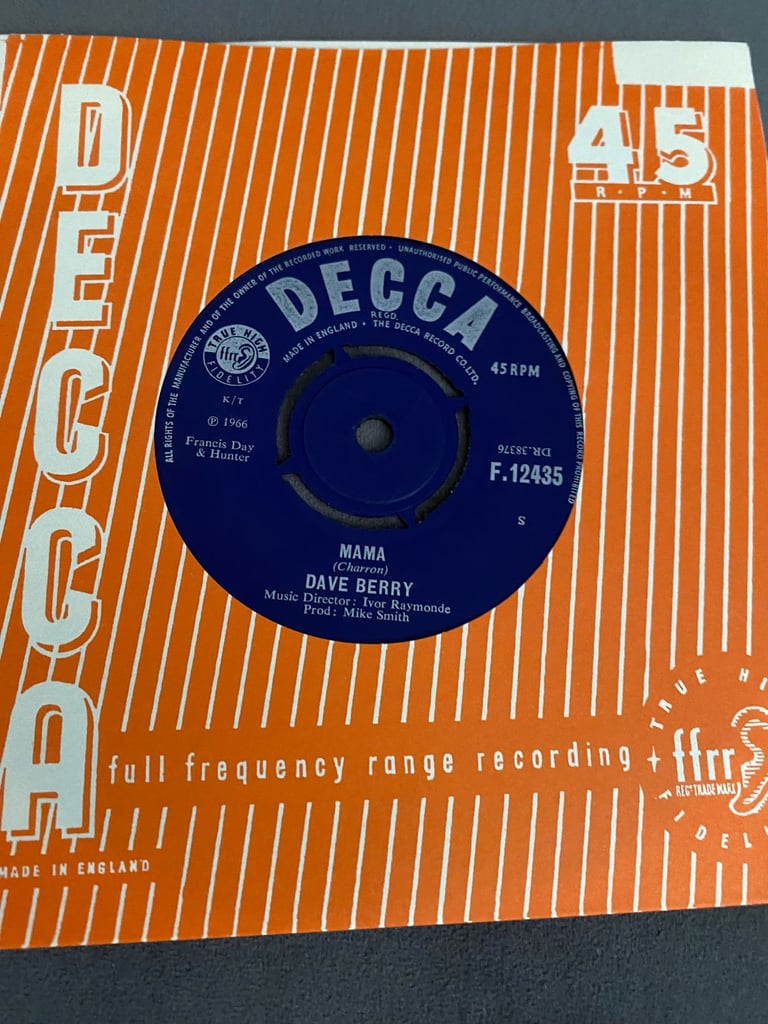 DECCA
45
R·P·M
ALL RIGHTS OF THE MANUFACTURER AND OF THE OWNER OF THE RECORDED WORK RESERVED · UNAUTHORISED PUBLIC PERFORMANCE BROADCASTING AND COPYING OF THIS RECORD PROHIBITED
DECCA
REGD.
MADE IN ENGLAND · THE DECCA RECORD CO. LTD.
TRUE HIGH
ffrr
FIDELITY
45 RPM
K/T
℗ 1966
Francis Day
& Hunter
DR.38376
F.12435
S
MAMA
(Charron)
DAVE BERRY
Music Director: Ivor Raymonde
Prod: Mike Smith
full frequency range recording +
TRUE HI
ffrr
REGD TRADE MARK
FIDEL
MADE IN ENGLAND